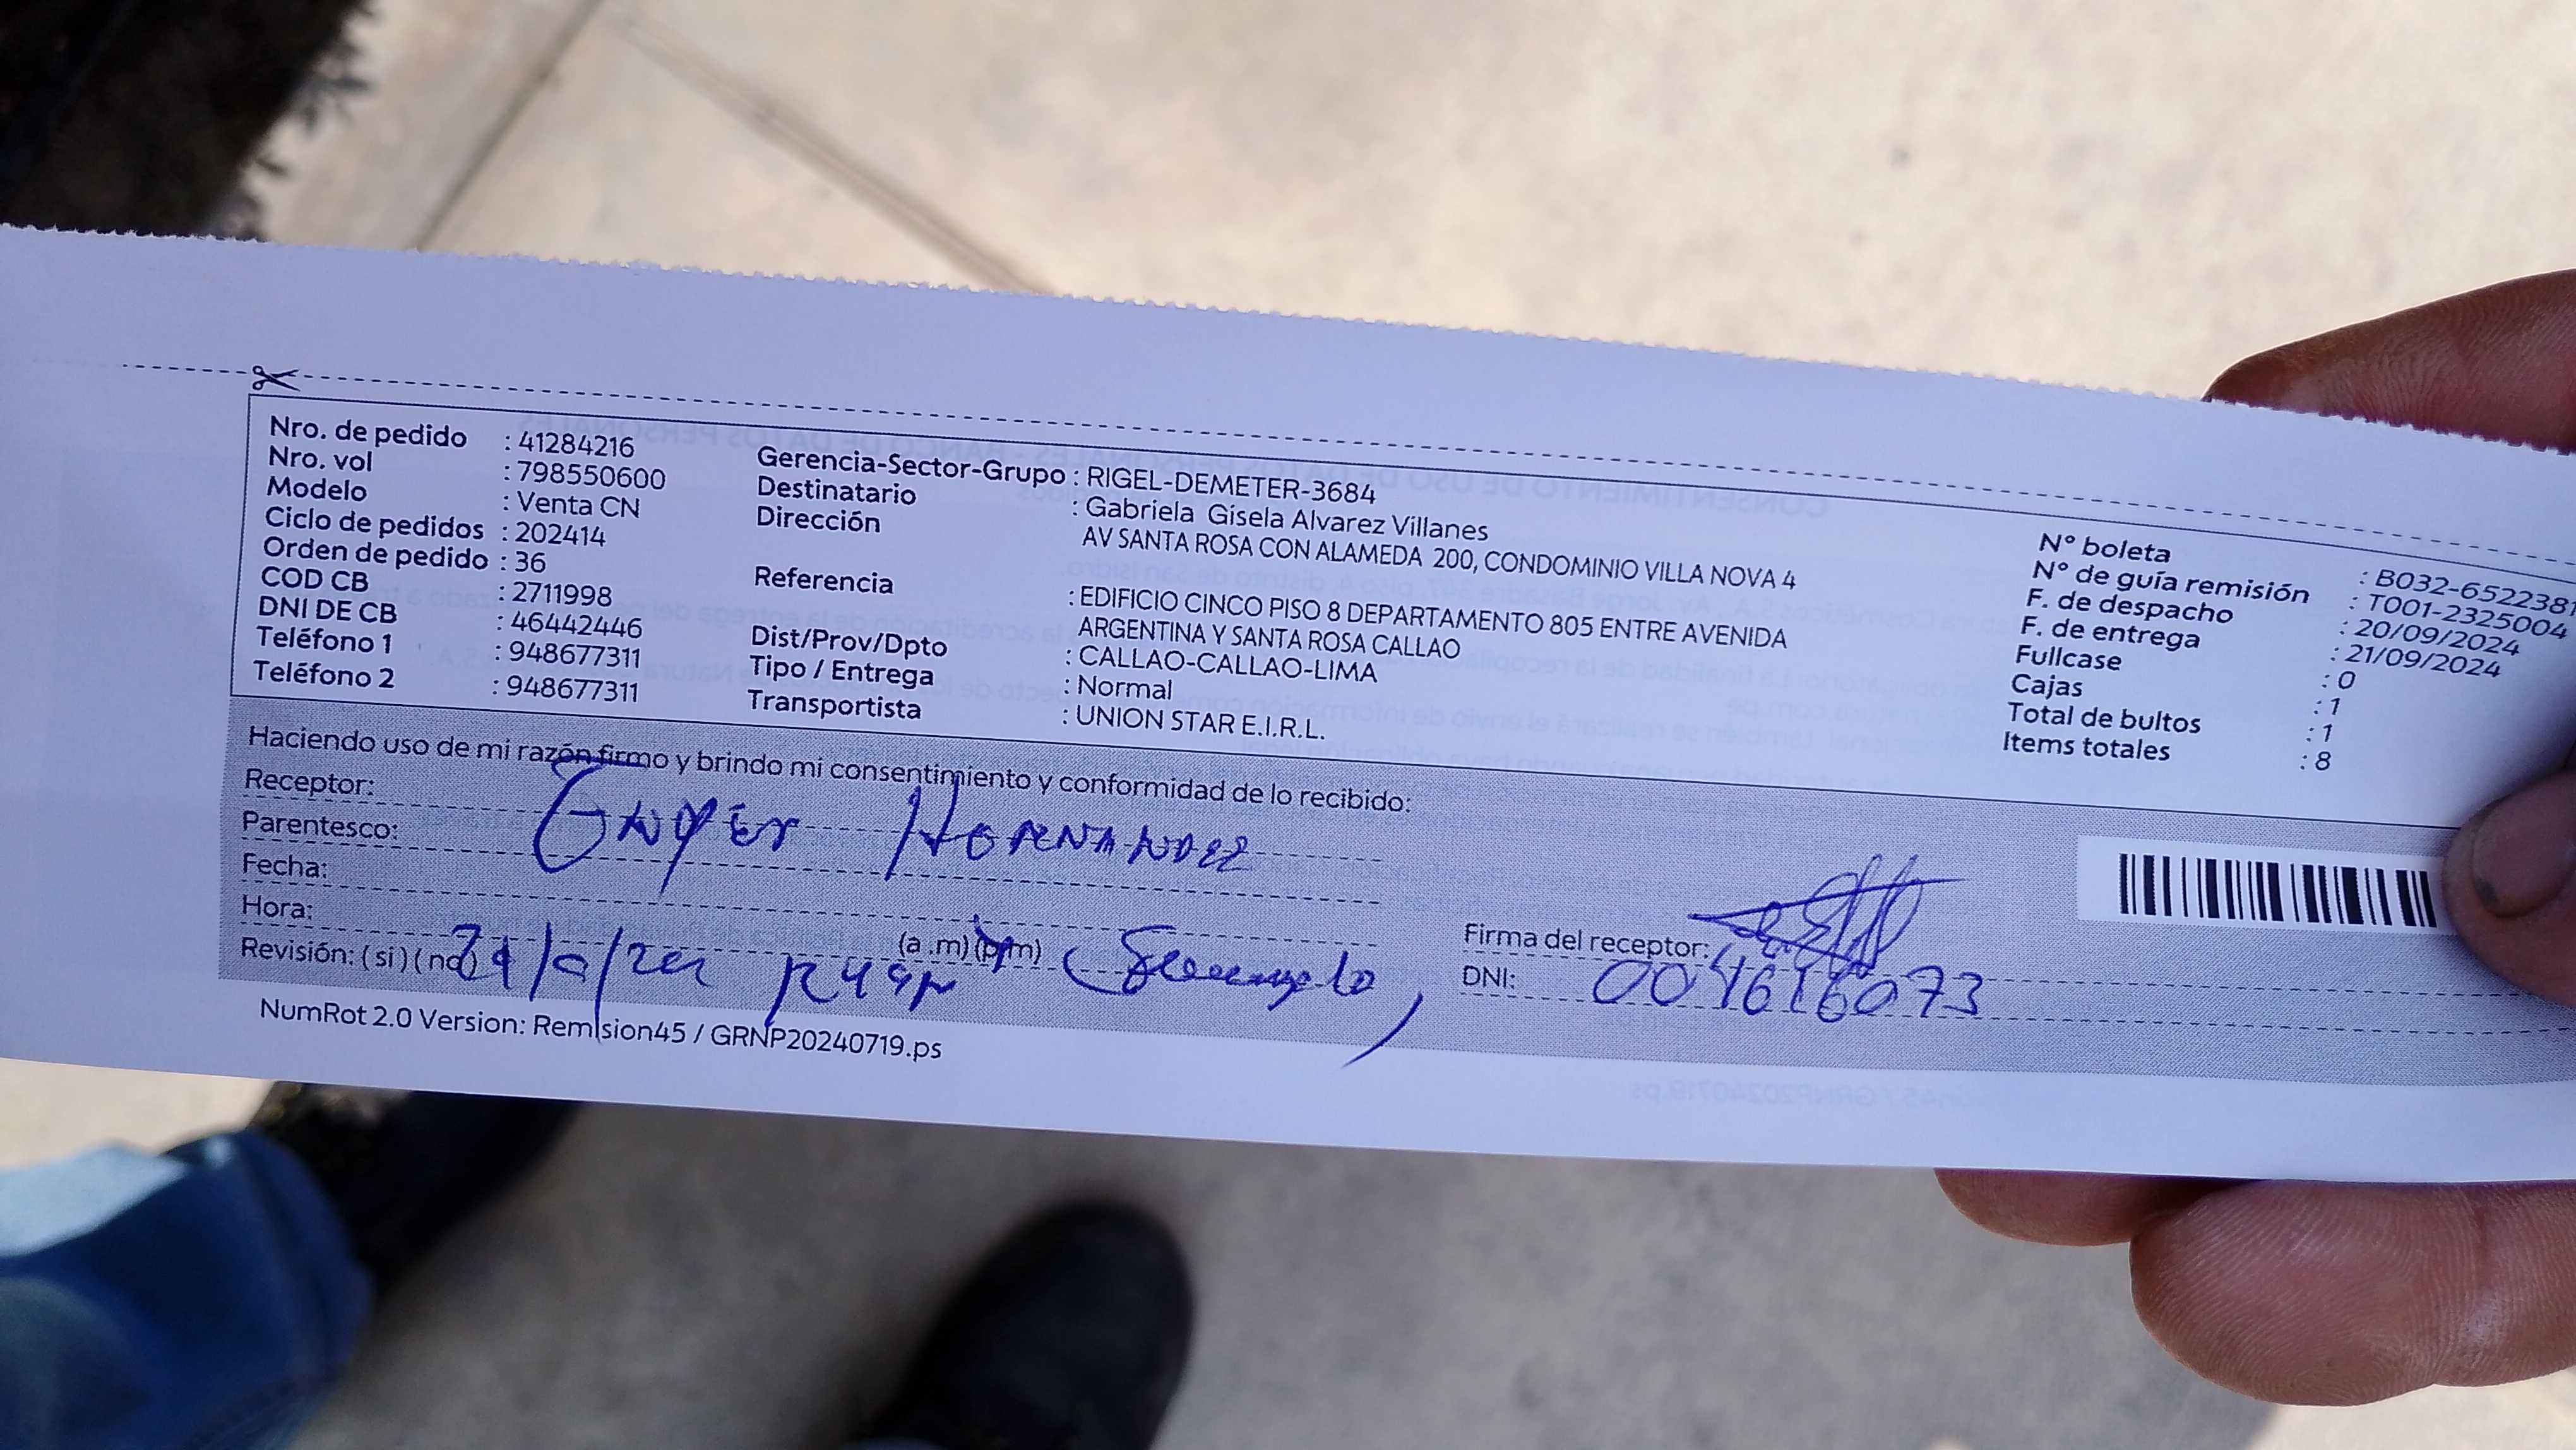 Nro. de pedido : 41284216
Nro. vol : 798550600
Modelo : Venta CN
Ciclo de pedidos : 202414
Orden de pedido : 36
COD CB : 2711998
DNI DE CB : 46442446
Teléfono 1 : 948677311
Teléfono 2 : 948677311
Gerencia-Sector-Grupo : RIGEL-DEMETER-3684
Destinatario : Gabriela Gisela Alvarez Villanes
Dirección AV SANTA ROSA CON ALAMEDA 200, CONDOMINIO VILLA NOVA 4
Referencia : EDIFICIO CINCO PISO 8 DEPARTAMENTO 805 ENTRE AVENIDA
ARGENTINA Y SANTA ROSA CALLAO
Dist/Prov/Dpto : CALLAO-CALLAO-LIMA
Tipo / Entrega : Normal
Transportista : UNION STAR E.I.R.L.
N° boleta : B032-6522381
N° de guía remisión : T001-2325004
F. de despacho : 20/09/2024
F. de entrega : 21/09/2024
Fullcase : 0
Cajas : 1
Total de bultos : 1
Items totales : 8
Haciendo uso de mi razón firmo y brindo mi consentimiento y conformidad de lo recibido:
Receptor:
Parentesco: HERNANDEZ
Fecha:
Hora: (a .m) (p.m)
Revisión: ( si ) ( no )
Firma del receptor:
DNI:
NumRot 2.0 Version: Remision45 / GRNP20240719.ps